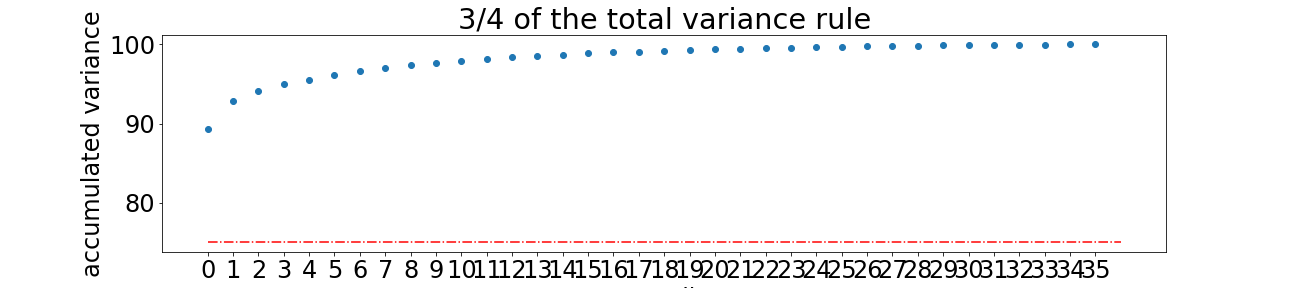 3/4 of the total variance rule
accumulated variance
100
90
80
0 1 2 3 4 5 6 7 8 9 10 11 12 13 14 15 16 17 18 19 20 21 22 23 24 25 26 27 28 29 30 31 32 33 34 35